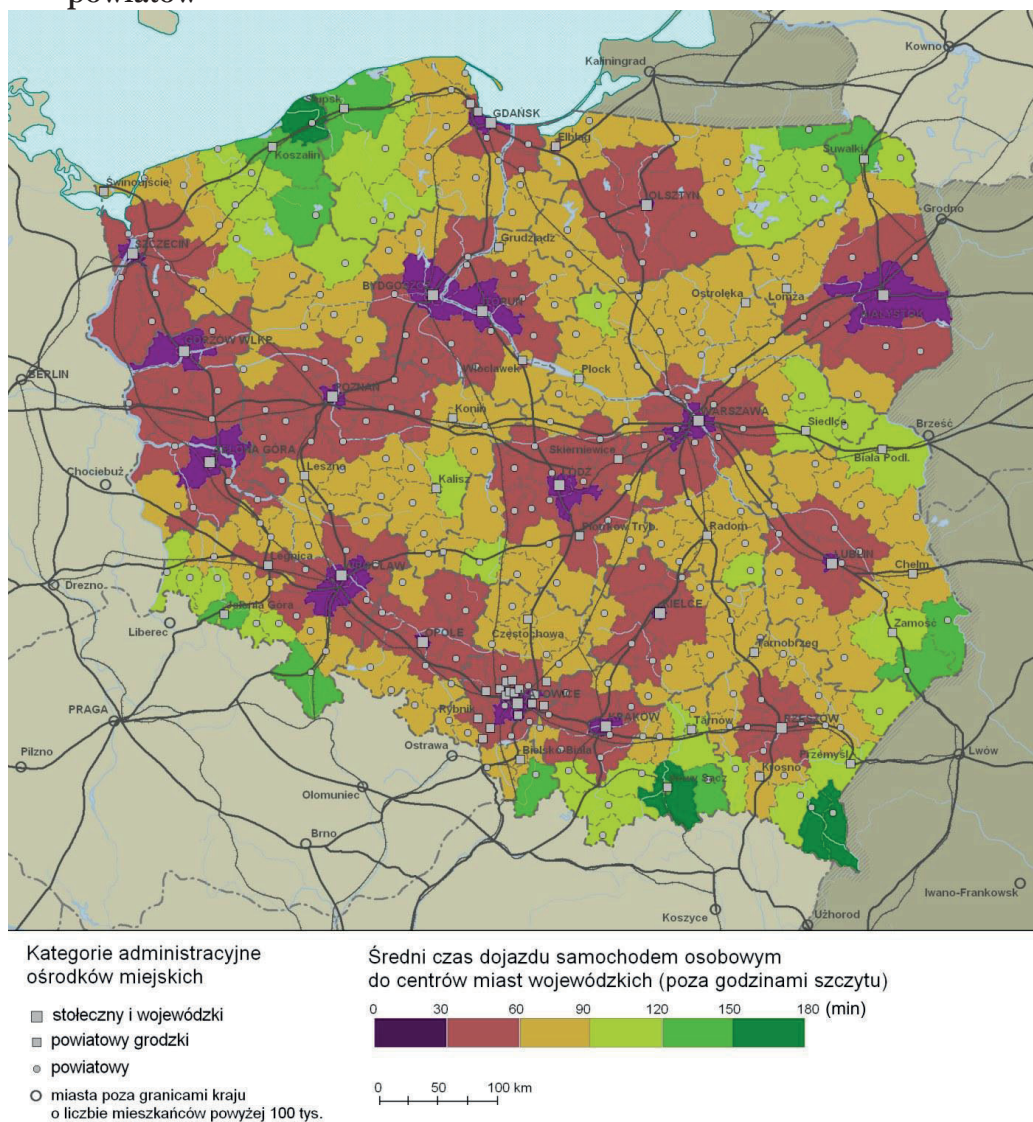 powiatów
Kowno
Kaliningrad
Słupsk
GDAŃSK
Elbląg
Koszalin
Suwałki
Świnoujście
OLSZTYN
Grodno
SZCZECIN
Grudziądz
BYDGOSZCZ
Ostrołęka
Łomża
TORUŃ
BIAŁYSTOK
GORZÓW WLKP.
BERLIN
Włocławek
Płock
POZNAŃ
Konin
WARSZAWA
Siedlce
Brześć
Skierniewice
Biała Podl.
ZIELONA GÓRA
Chociebuż
Leszno
Kalisz
ŁÓDŹ
Piotrków Tryb.
Radom
Legnica
WROCŁAW
LUBLIN
Chełm
Drezno
Jelenia Góra
KIELCE
Liberec
OPOLE
Częstochowa
Zamość
Tarnobrzeg
PRAGA
KATOWICE
Rybnik
KRAKÓW
Tarnów
RZESZÓW
Pilzno
Ostrawa
Bielsko-Biała
Przemyśl
Lwów
Nowy Sącz
Krosno
Ołomuniec
Brno
Iwano-Frankowsk
Koszyce
Użhorod
Kategorie administracyjne
ośrodków miejskich
stołeczny i wojewódzki
powiatowy grodzki
powiatowy
miasta poza granicami kraju
o liczbie mieszkańców powyżej 100 tys.
Średni czas dojazdu samochodem osobowym
do centrów miast wojewódzkich (poza godzinami szczytu)
0 30 60 90 120 150 180 (min)
0 50 100 km